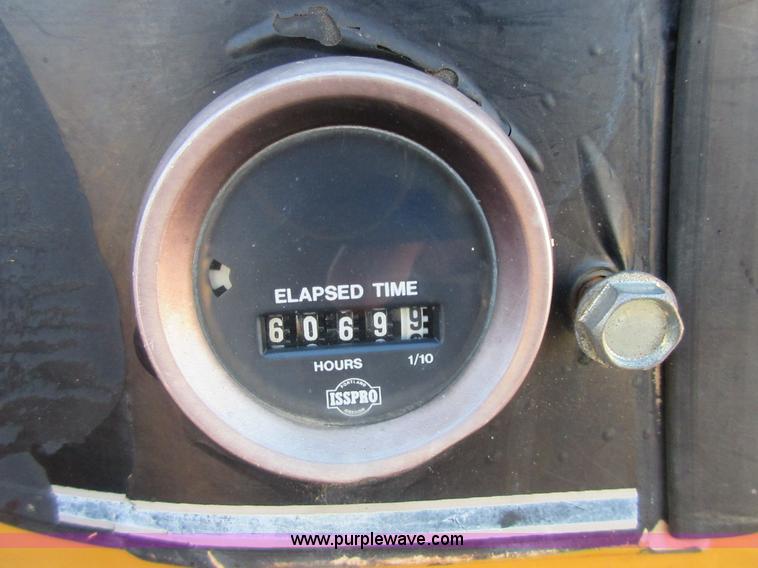 ELAPSED TIME
6 0 6 9 9
HOURS 1/10
PORTLAND
ISSPRO
OREGON
www.purplewave.com